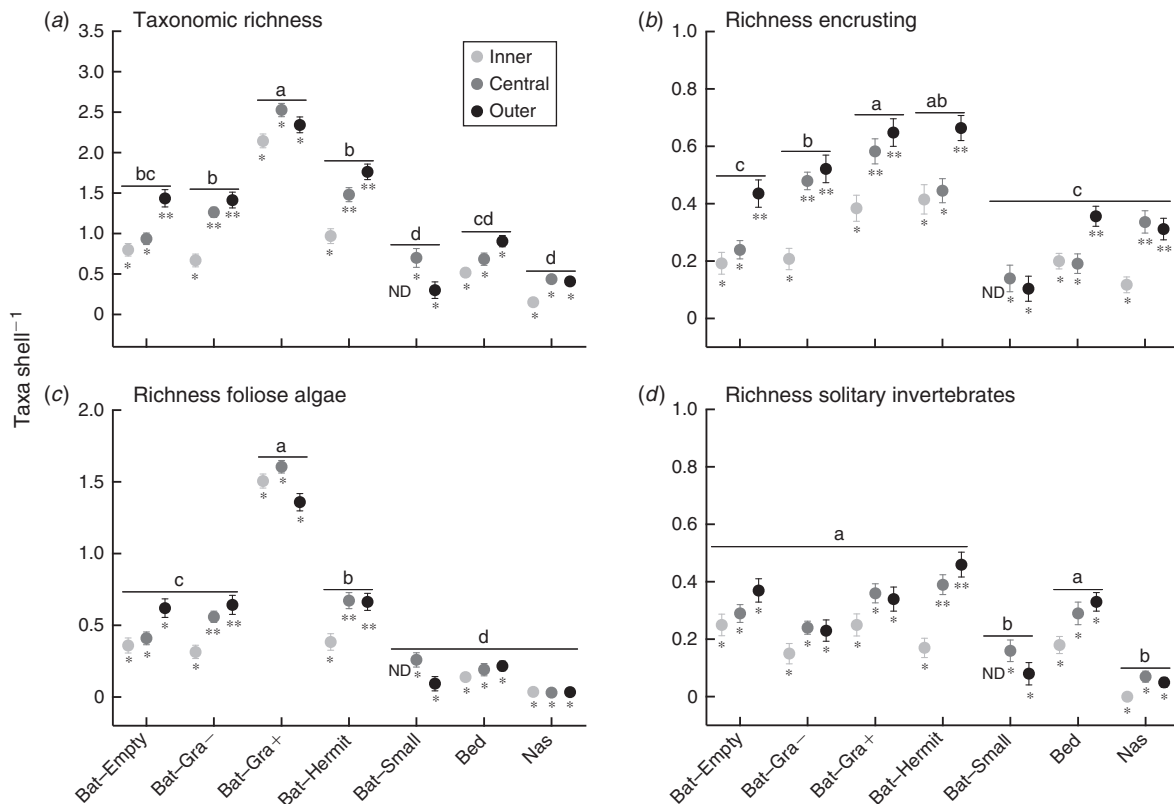 (a) Taxonomic richness
3.5
3.0
2.5
2.0
1.5
1.0
0.5
0
Inner
Central
Outer
bc
b
a
b
d
cd
d
ND
* * ** * ** ** * * * * ** ** * * * * * * * *
(b) Richness encrusting
1.0
0.8
0.6
0.4
0.2
0
c
b
a
ab
c
ND
* * ** * ** ** * ** ** * * ** * * * * ** * ** **
(c) Richness foliose algae
2.0
1.5
1.0
0.5
0
c
a
b
d
ND
* * * * ** ** * * * * ** ** * * * * * * * *
(d) Richness solitary invertebrates
1.0
0.8
0.6
0.4
0.2
0
a
b
a
b
ND
* * * * * * * * * * ** ** * * * * * * * *
Taxa shell−1
Bat–Empty
Bat–Gra−
Bat–Gra+
Bat–Hermit
Bat–Small
Bed
Nas
Bat–Empty
Bat–Gra−
Bat–Gra+
Bat–Hermit
Bat–Small
Bed
Nas